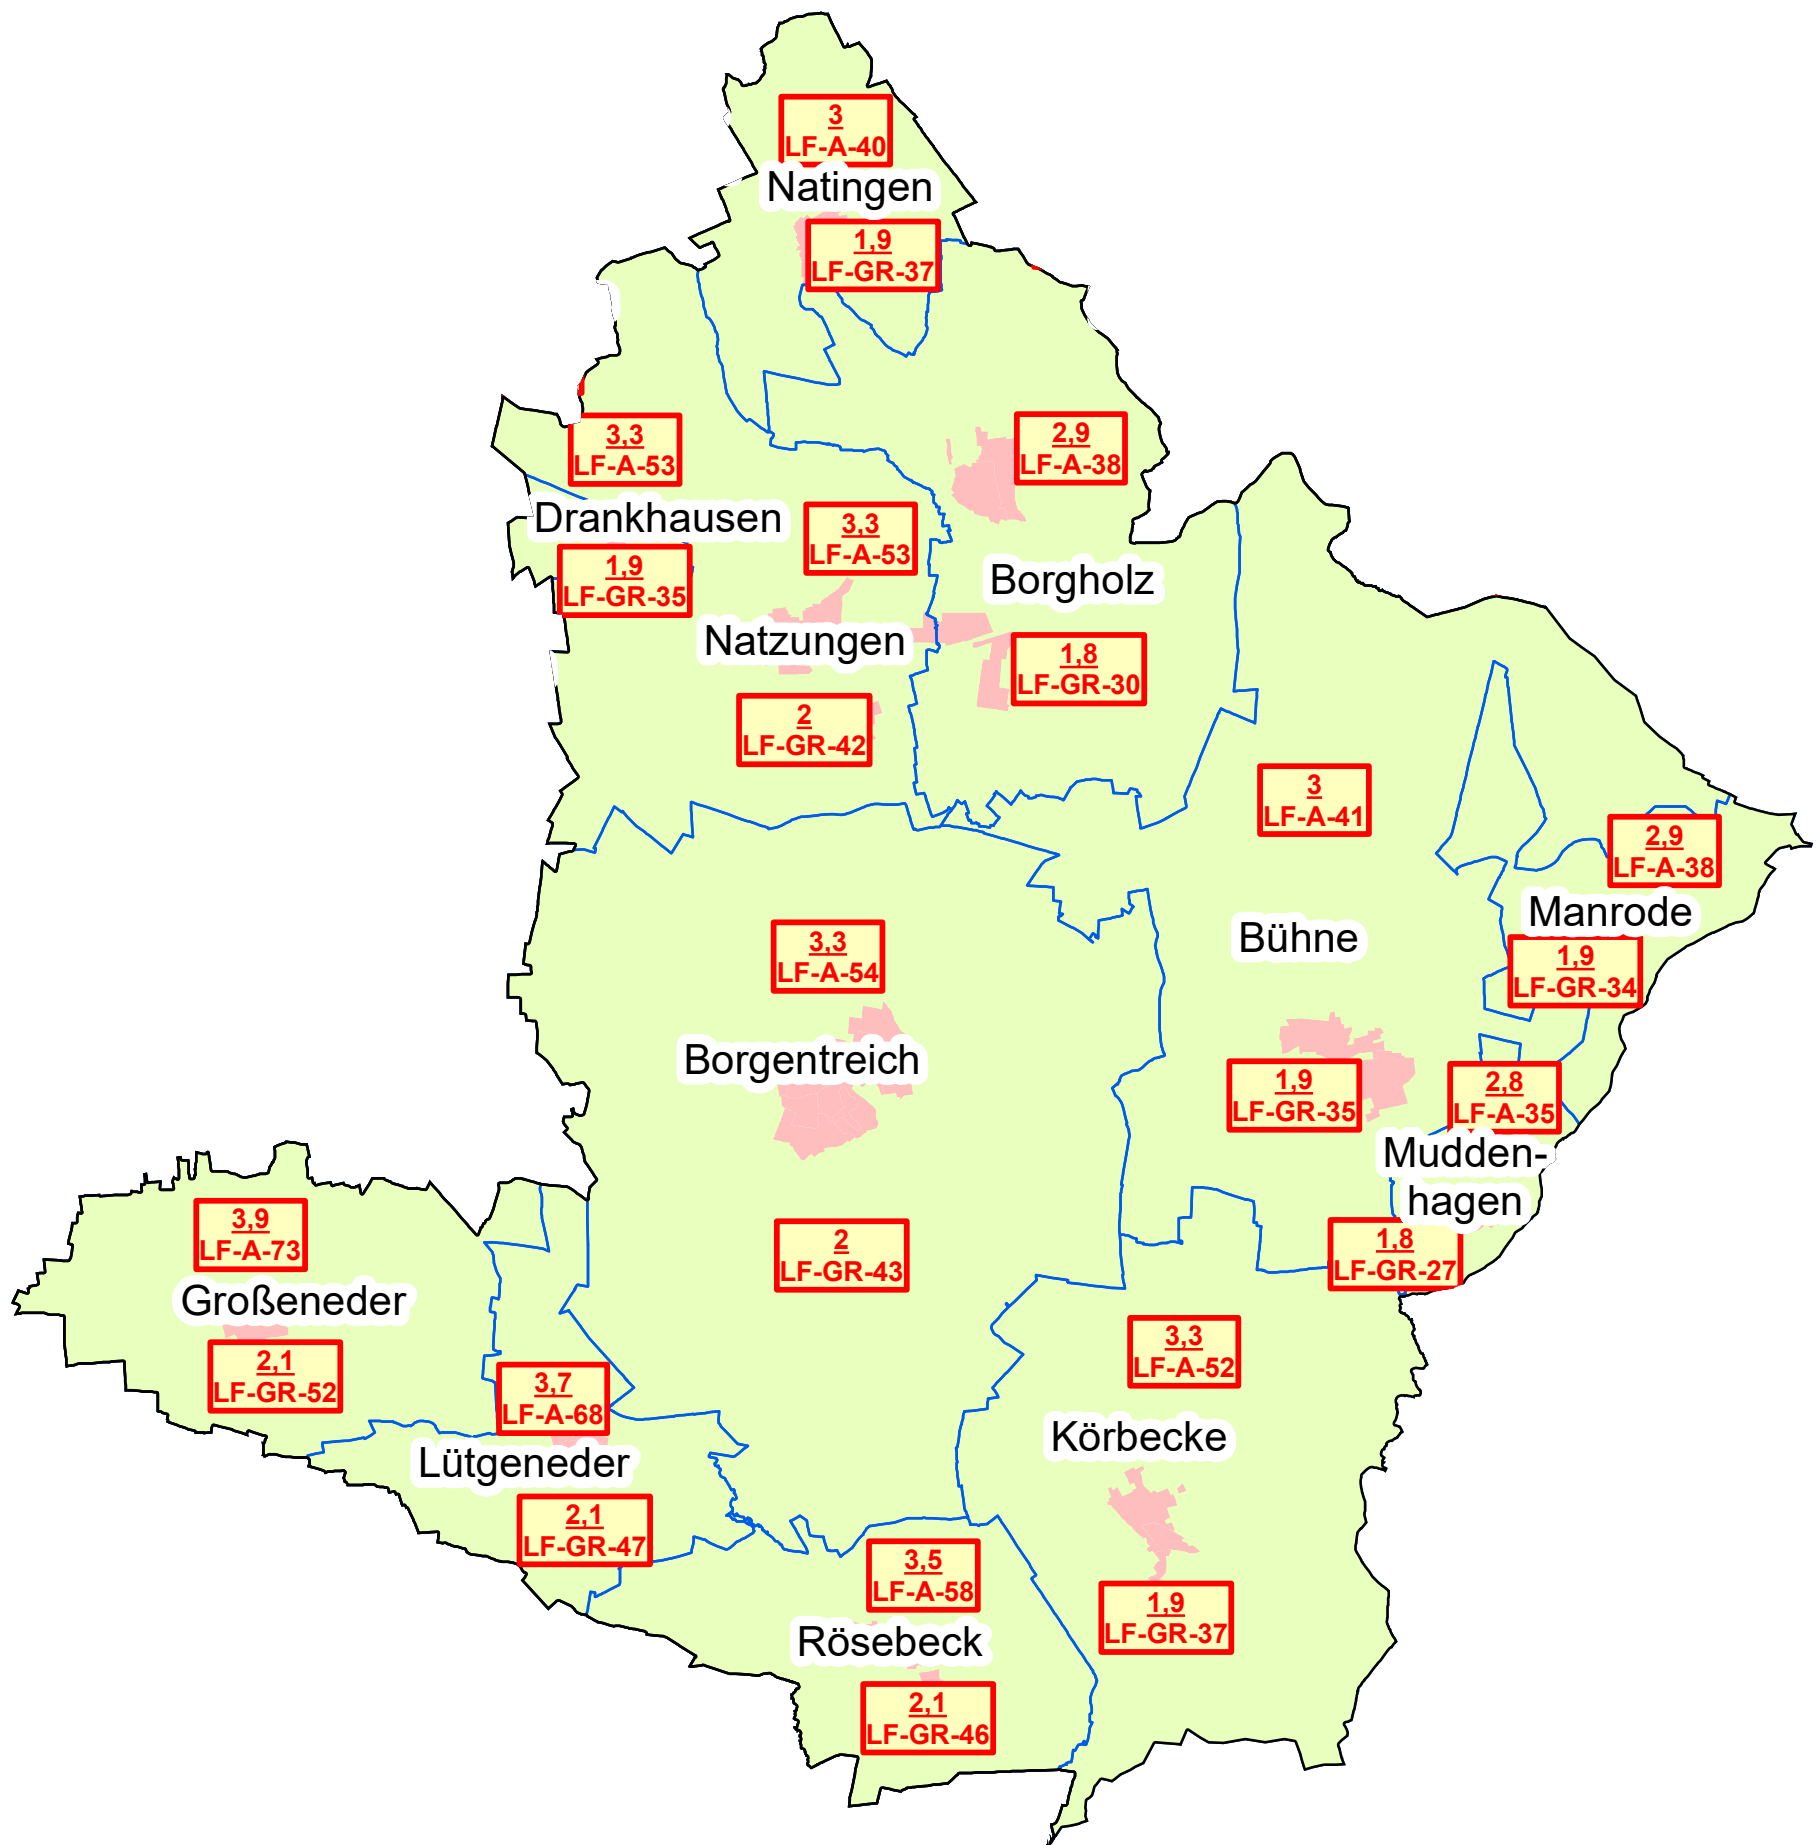 3
LF-A-40
Natingen
1,9
LF-GR-37
3,3
LF-A-53
2,9
LF-A-38
Drankhausen
3,3
LF-A-53
1,9
LF-GR-35
Borgholz
Natzungen
1,8
LF-GR-30
2
LF-GR-42
3
LF-A-41
2,9
LF-A-38
Manrode
3,3
LF-A-54
Bühne
1,9
LF-GR-34
Borgentreich
1,9
LF-GR-35
2,8
LF-A-35
Mudden-
hagen
3,9
LF-A-73
2
LF-GR-43
1,8
LF-GR-27
Großeneder
2,1
LF-GR-52
3,7
LF-A-68
3,3
LF-A-52
Körbecke
Lütgeneder
2,1
LF-GR-47
3,5
LF-A-58
1,9
LF-GR-37
Rösebeck
2,1
LF-GR-46